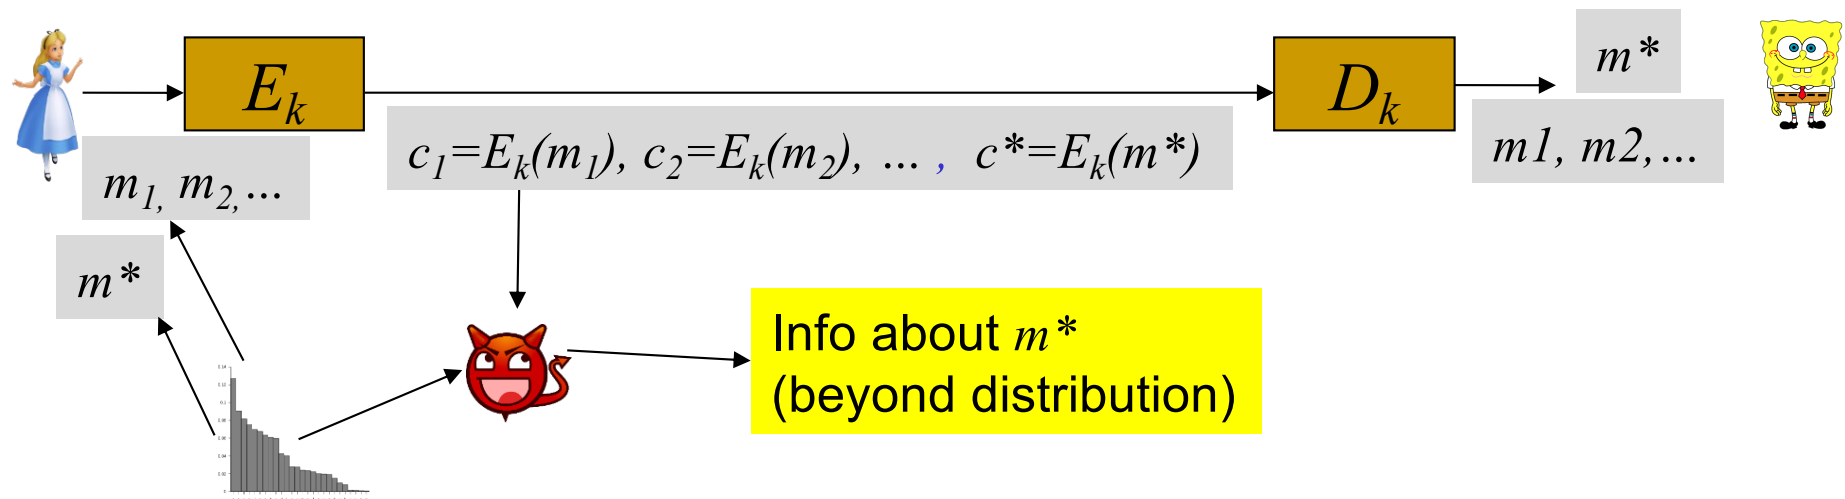 E_k
D_k
m*
c_1=E_k(m_1), c_2=E_k(m_2), ... , c*=E_k(m*)
m1, m2,...
m_1, m_2,...
m*
Info about m*
(beyond distribution)